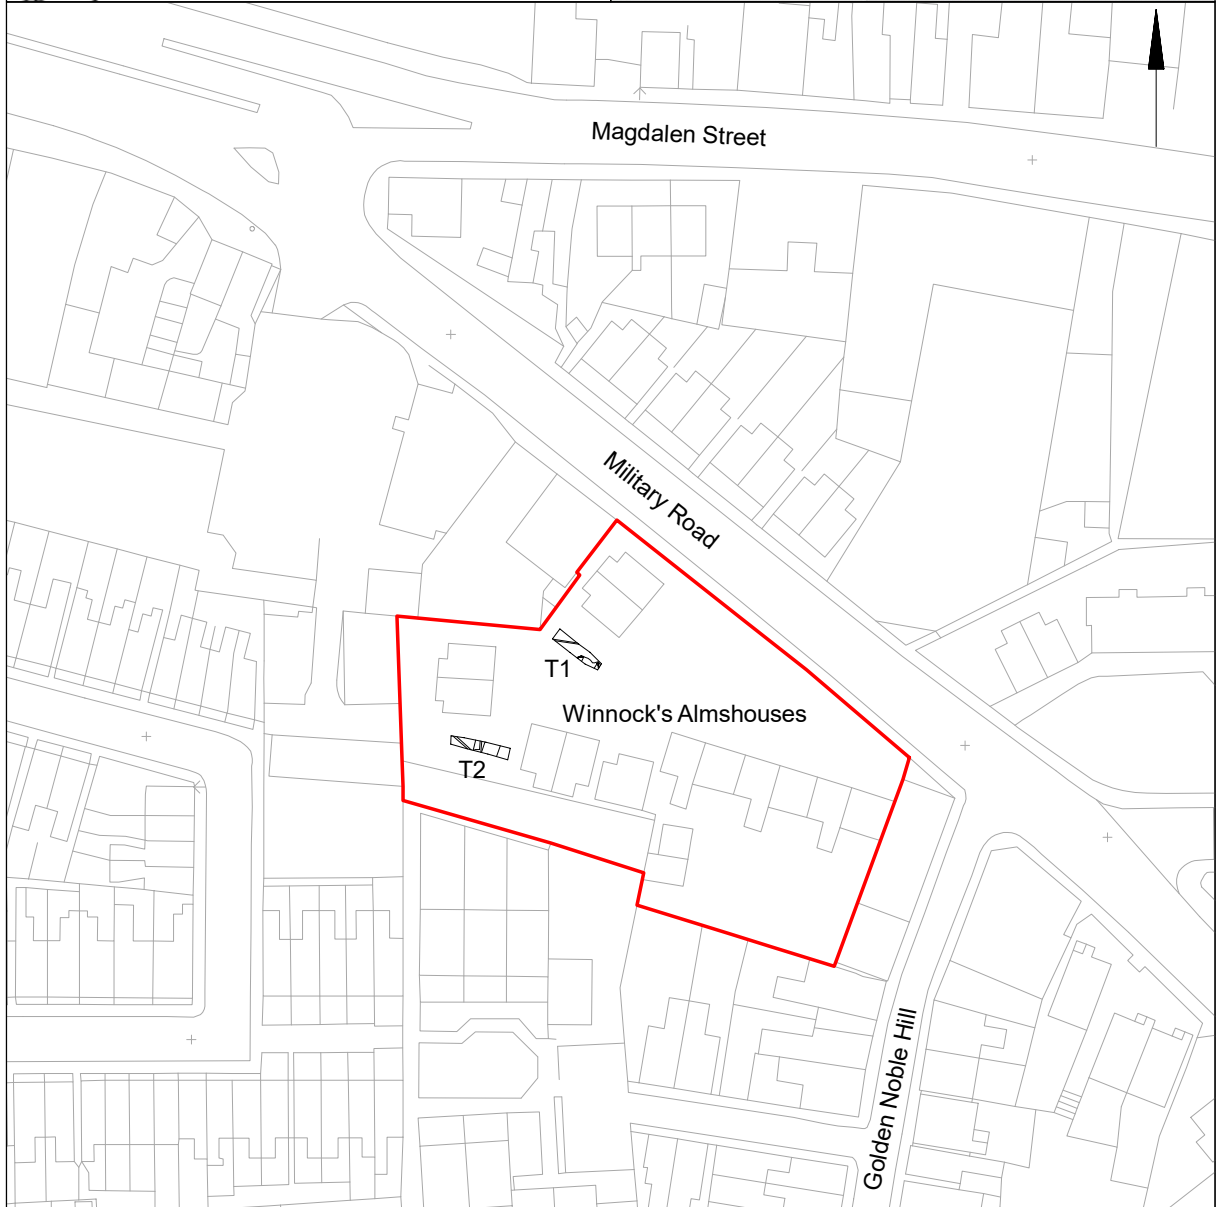 Magdalen Street
Military Road
T1
Winnock's Almshouses
T2
Golden Noble Hill